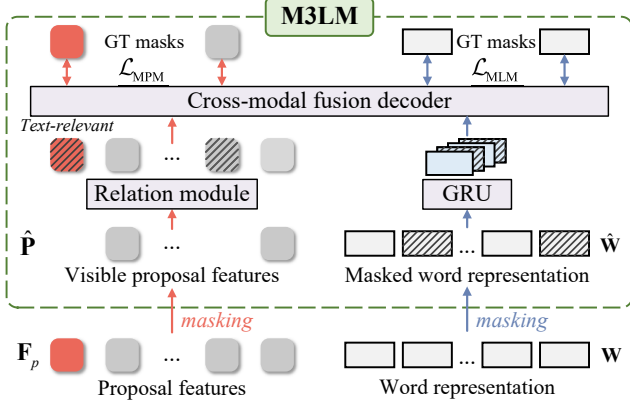 M3LM
GT masks
GT masks
ℒMPM
ℒMLM
Cross-modal fusion decoder
Text-relevant
...
Relation module
GRU
P̂
...
...
Ŵ
Visible proposal features
Masked word representation
masking
masking
Fp
...
...
W
Proposal features
Word representation